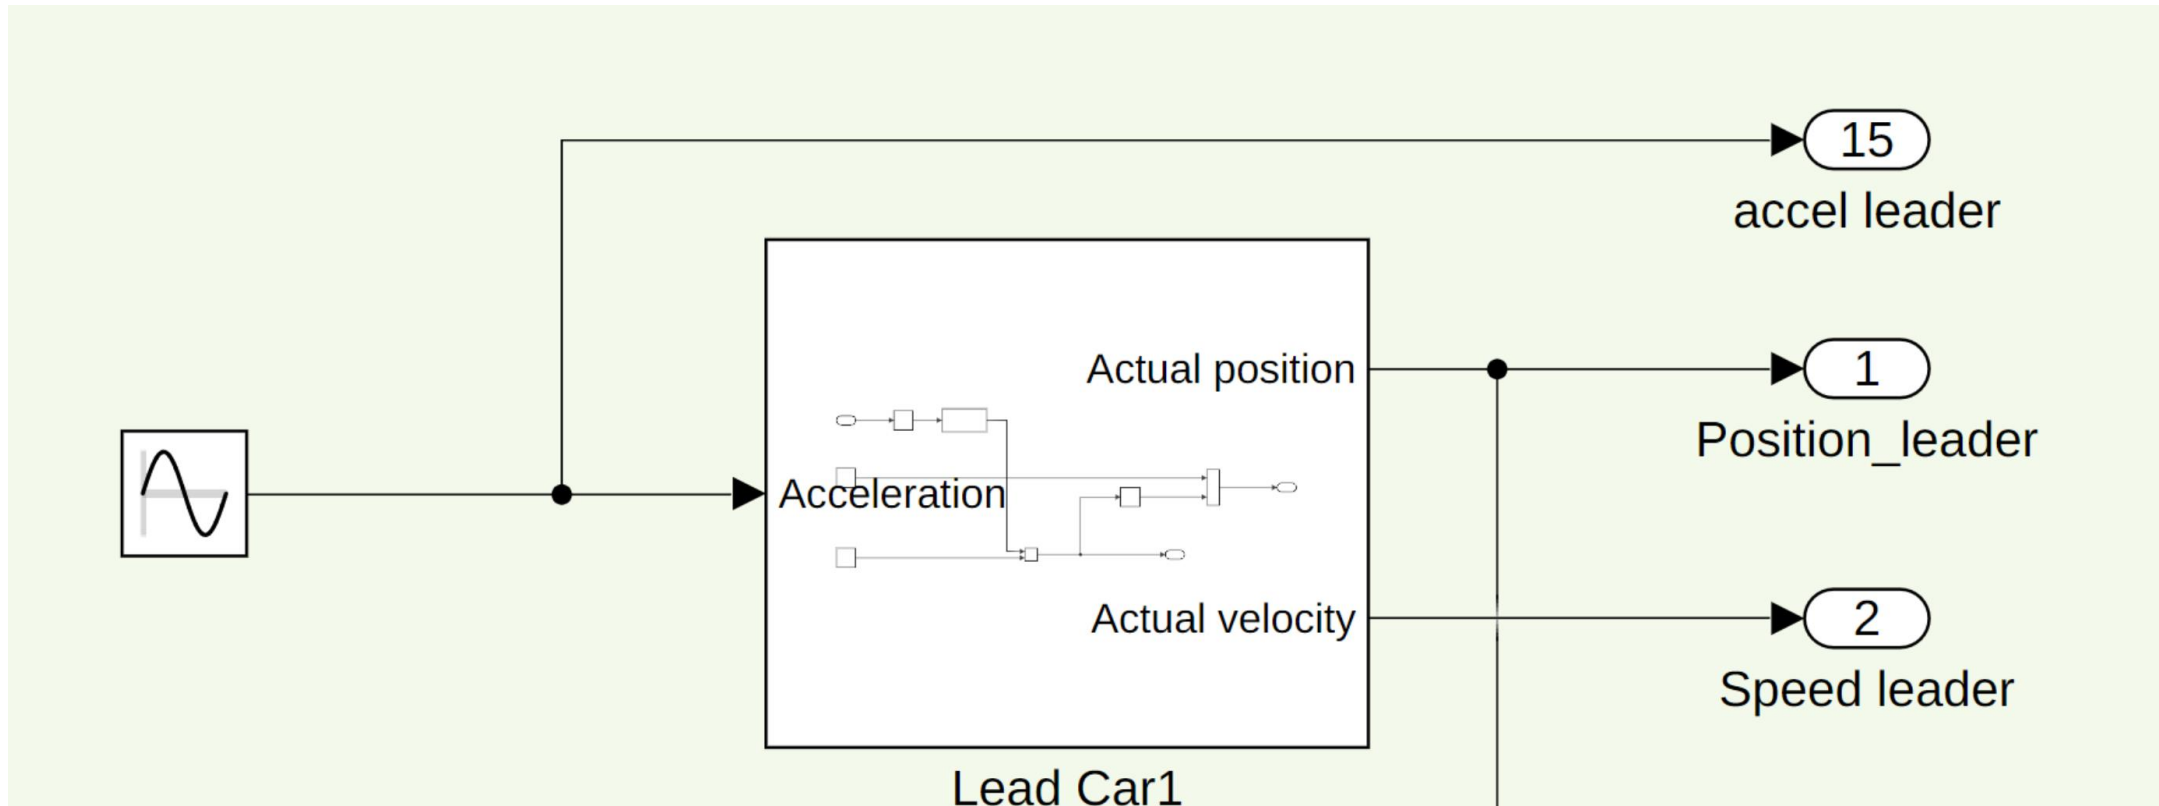 15
accel leader
Actual position
1
Position_leader
Acceleration
Actual velocity
2
Speed leader
Lead Car1